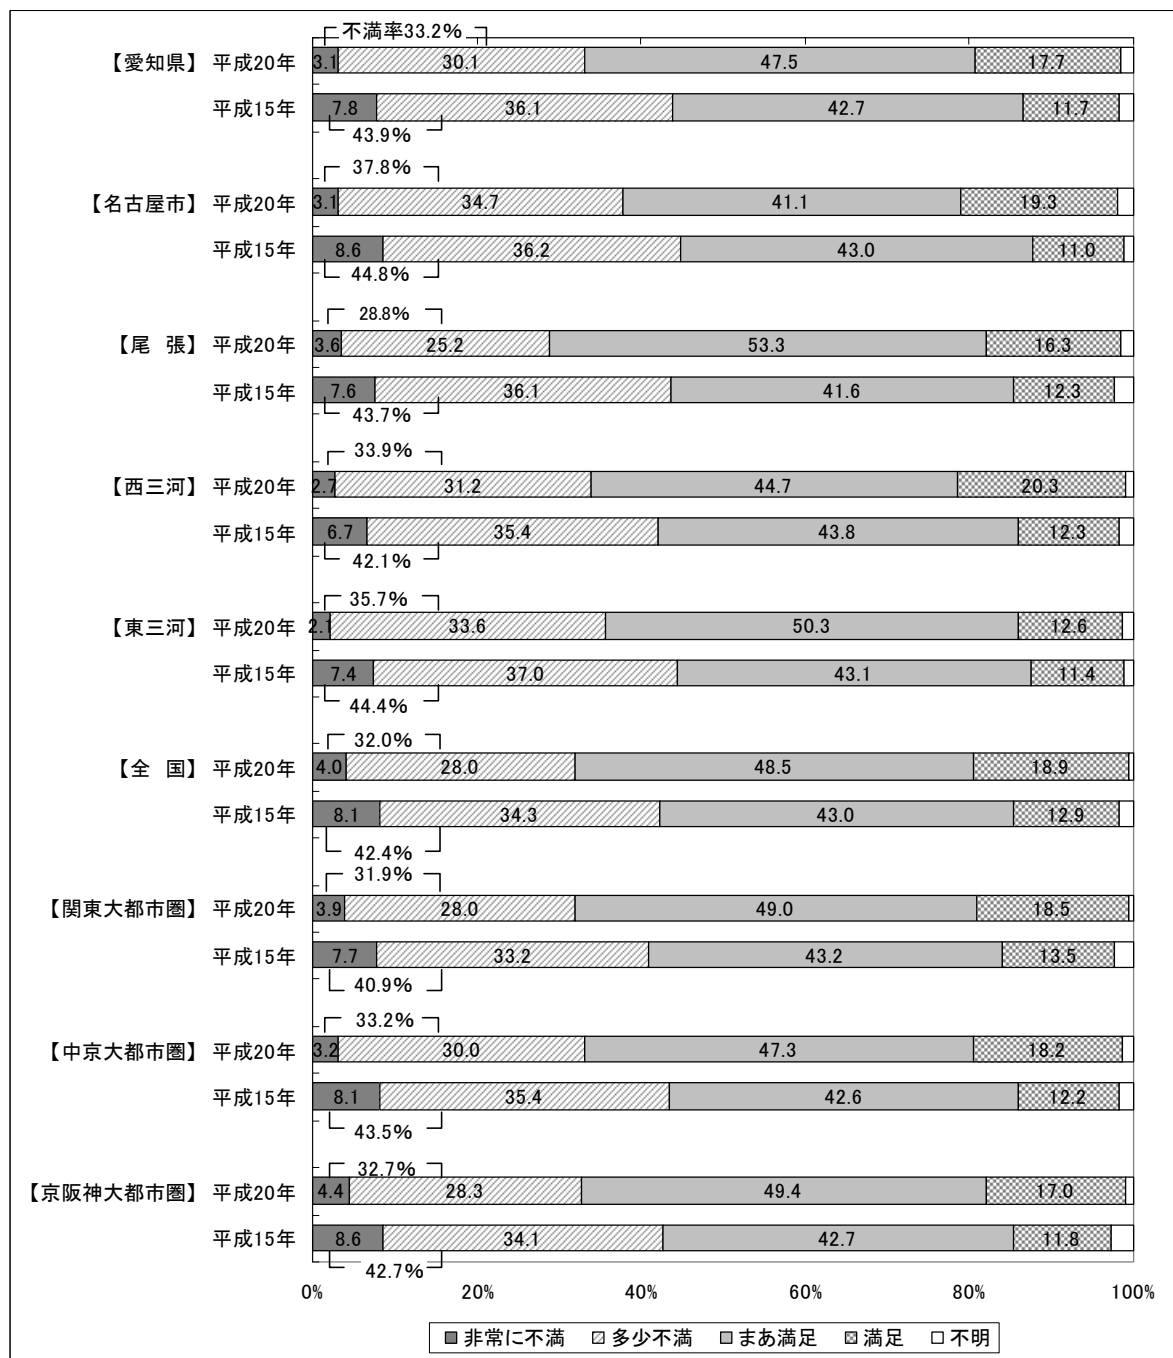 不満率33.2%
【愛知県】 平成20年 3.1 30.1 47.5 17.7
平成15年 7.8 36.1 42.7 11.7
43.9%
37.8%
【名古屋市】 平成20年 3.1 34.7 41.1 19.3
平成15年 8.6 36.2 43.0 11.0
44.8%
28.8%
【尾 張】 平成20年 3.6 25.2 53.3 16.3
平成15年 7.6 36.1 41.6 12.3
43.7%
33.9%
【西三河】 平成20年 2.7 31.2 44.7 20.3
平成15年 6.7 35.4 43.8 12.3
42.1%
35.7%
【東三河】 平成20年 2.1 33.6 50.3 12.6
平成15年 7.4 37.0 43.1 11.4
44.4%
32.0%
【全 国】 平成20年 4.0 28.0 48.5 18.9
平成15年 8.1 34.3 43.0 12.9
42.4%
31.9%
【関東大都市圏】 平成20年 3.9 28.0 49.0 18.5
平成15年 7.7 33.2 43.2 13.5
40.9%
33.2%
【中京大都市圏】 平成20年 3.2 30.0 47.3 18.2
平成15年 8.1 35.4 42.6 12.2
43.5%
32.7%
【京阪神大都市圏】 平成20年 4.4 28.3 49.4 17.0
平成15年 8.6 34.1 42.7 11.8
42.7%
0% 20% 40% 60% 80% 100%
非常に不満 多少不満 まあ満足 満足 不明